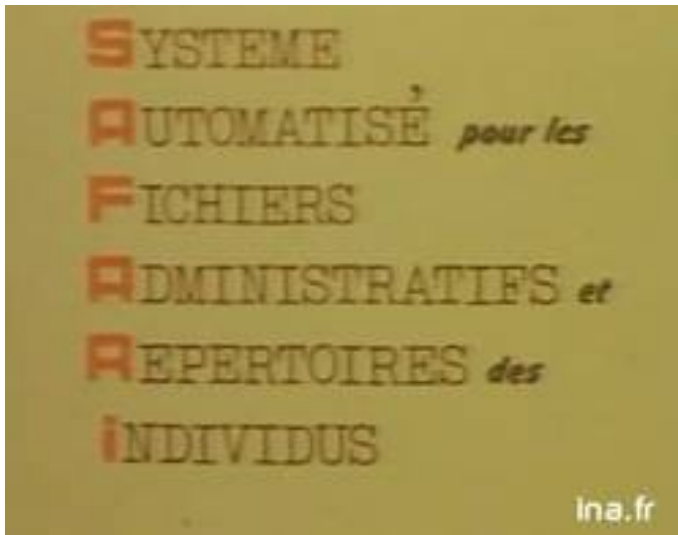 SYSTEME
AUTOMATISÉ pour les
FICHIERS
ADMINISTRATIFS et
REPERTOIRES des
iNDIVIDUS
ina.fr